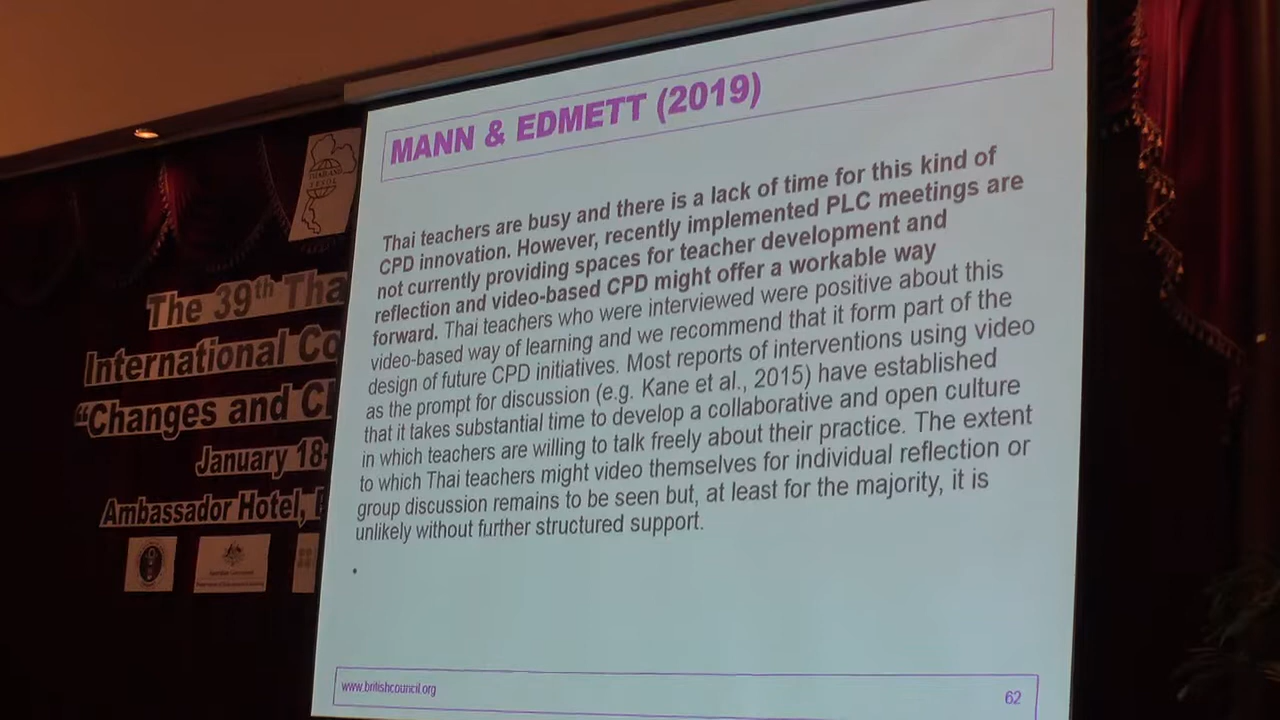 MANN & EDMETT (2019)
Thai teachers are busy and there is a lack of time for this kind of
CPD innovation. However, recently implemented PLC meetings are
not currently providing spaces for teacher development and
reflection and video-based CPD might offer a workable way
forward. Thai teachers who were interviewed were positive about this
video-based way of learning and we recommend that it form part of the
design of future CPD initiatives. Most reports of interventions using video
as the prompt for discussion (e.g. Kane et al., 2015) have established
that it takes substantial time to develop a collaborative and open culture
in which teachers are willing to talk freely about their practice. The extent
to which Thai teachers might video themselves for individual reflection or
group discussion remains to be seen but, at least for the majority, it is
unlikely without further structured support.
www.britishcouncil.org
62
THAILAND
TESOL
The 39th Tha
International Co
“Changes and C
January 18-
Ambassador Hotel,
Australian Government